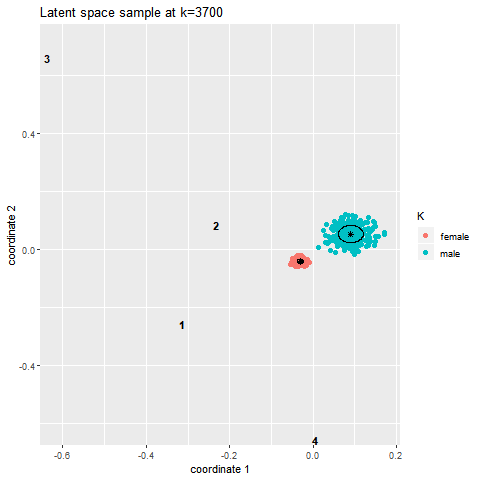 Latent space sample at k=3700
3
0.4
2
0.0
1
-0.4
4
-0.6
-0.4
-0.2
0.0
0.2
coordinate 1
coordinate 2
K
female
male